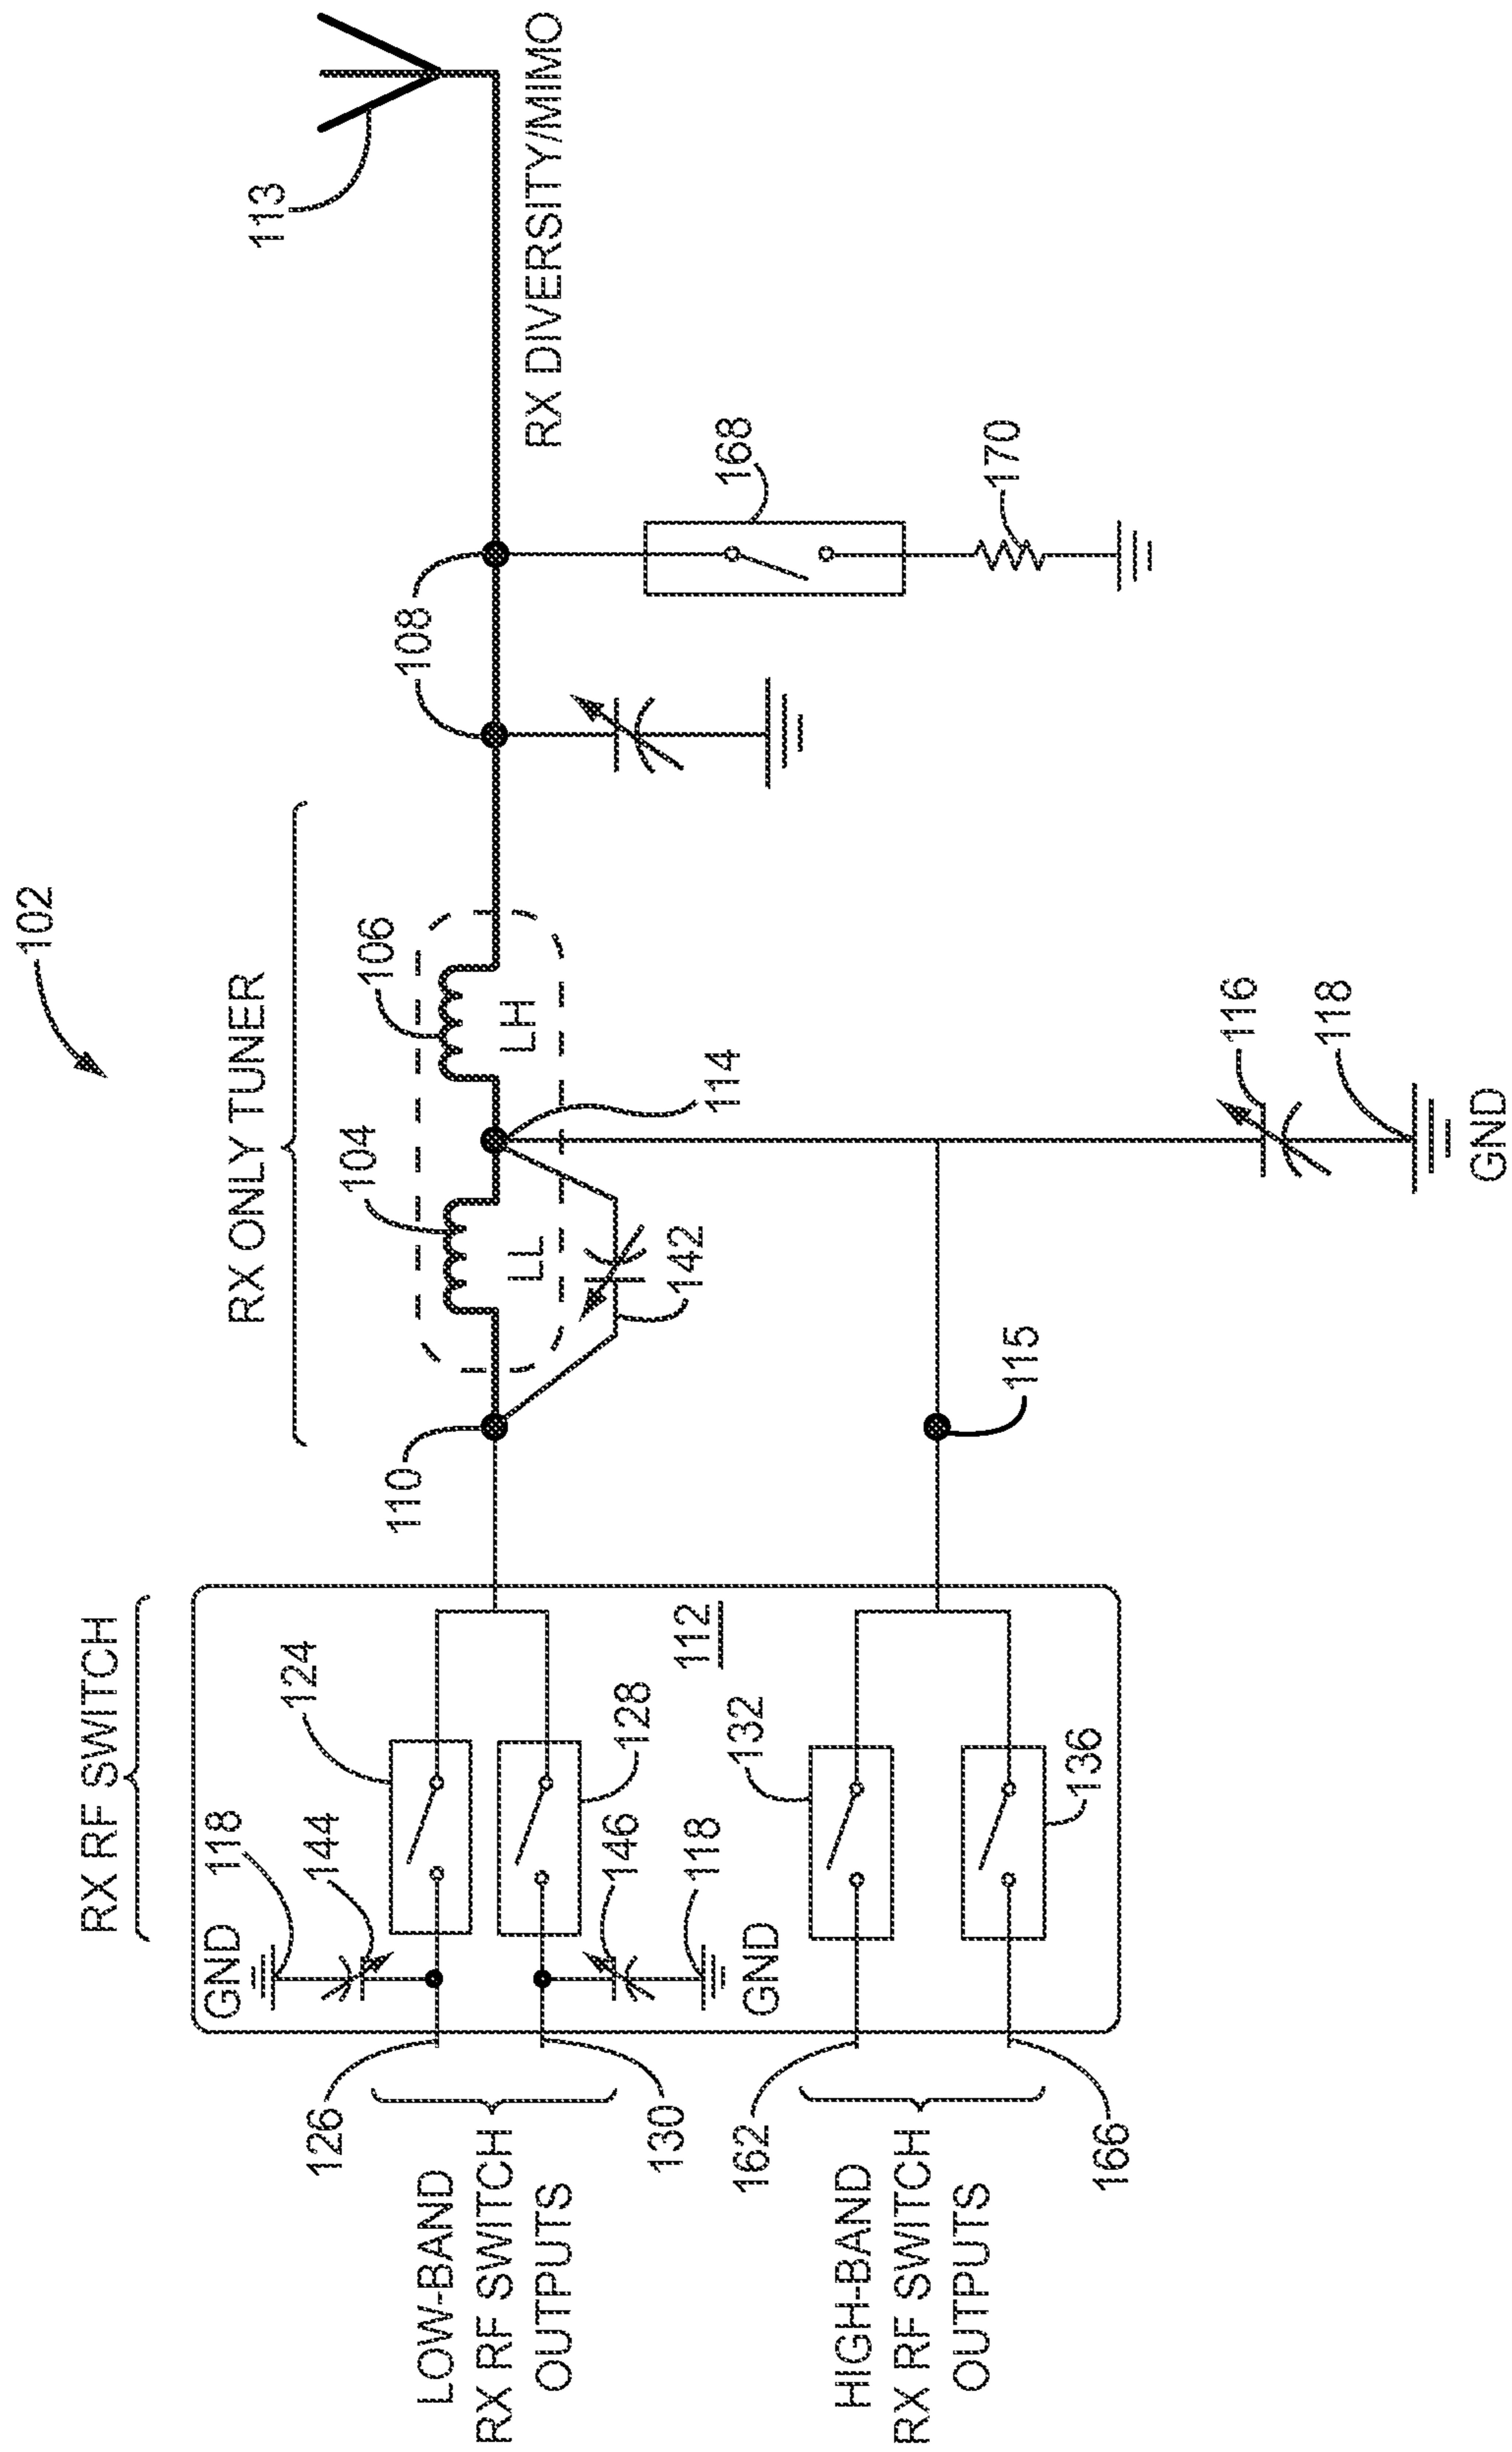 102
RX RF SWITCH
RX ONLY TUNER
113
GND
118
144
124
110
104
106
108
126
LL
LH
RX DIVERSITY/MIMO
LOW-BAND
RX RF SWITCH
OUTPUTS
130
146
128
118
GND
112
142
114
168
162
132
HIGH-BAND
RX RF SWITCH
OUTPUTS
166
136
115
170
116
118
GND